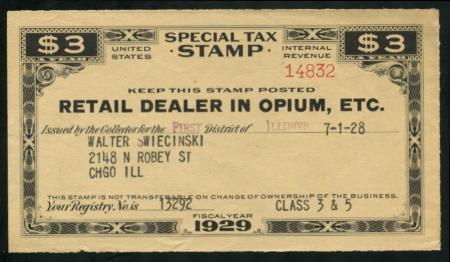 $3 A YEAR SPECIAL TAX $3 A YEAR
UNITED STATES STAMP INTERNAL REVENUE
14832
KEEP THIS STAMP POSTED
RETAIL DEALER IN OPIUM, ETC.
Issued by the Collector for the FIRST District of ILLINOIS 7-1-28
WALTER SWIECINSKI
2148 N ROBEY ST
CHGO ILL
THIS STAMP IS NOT TRANSFERABLE ON CHANGE OF OWNERSHIP OF THE BUSINESS.
Your Registry No. is 13292 CLASS 3 & 5
FISCAL YEAR
1929